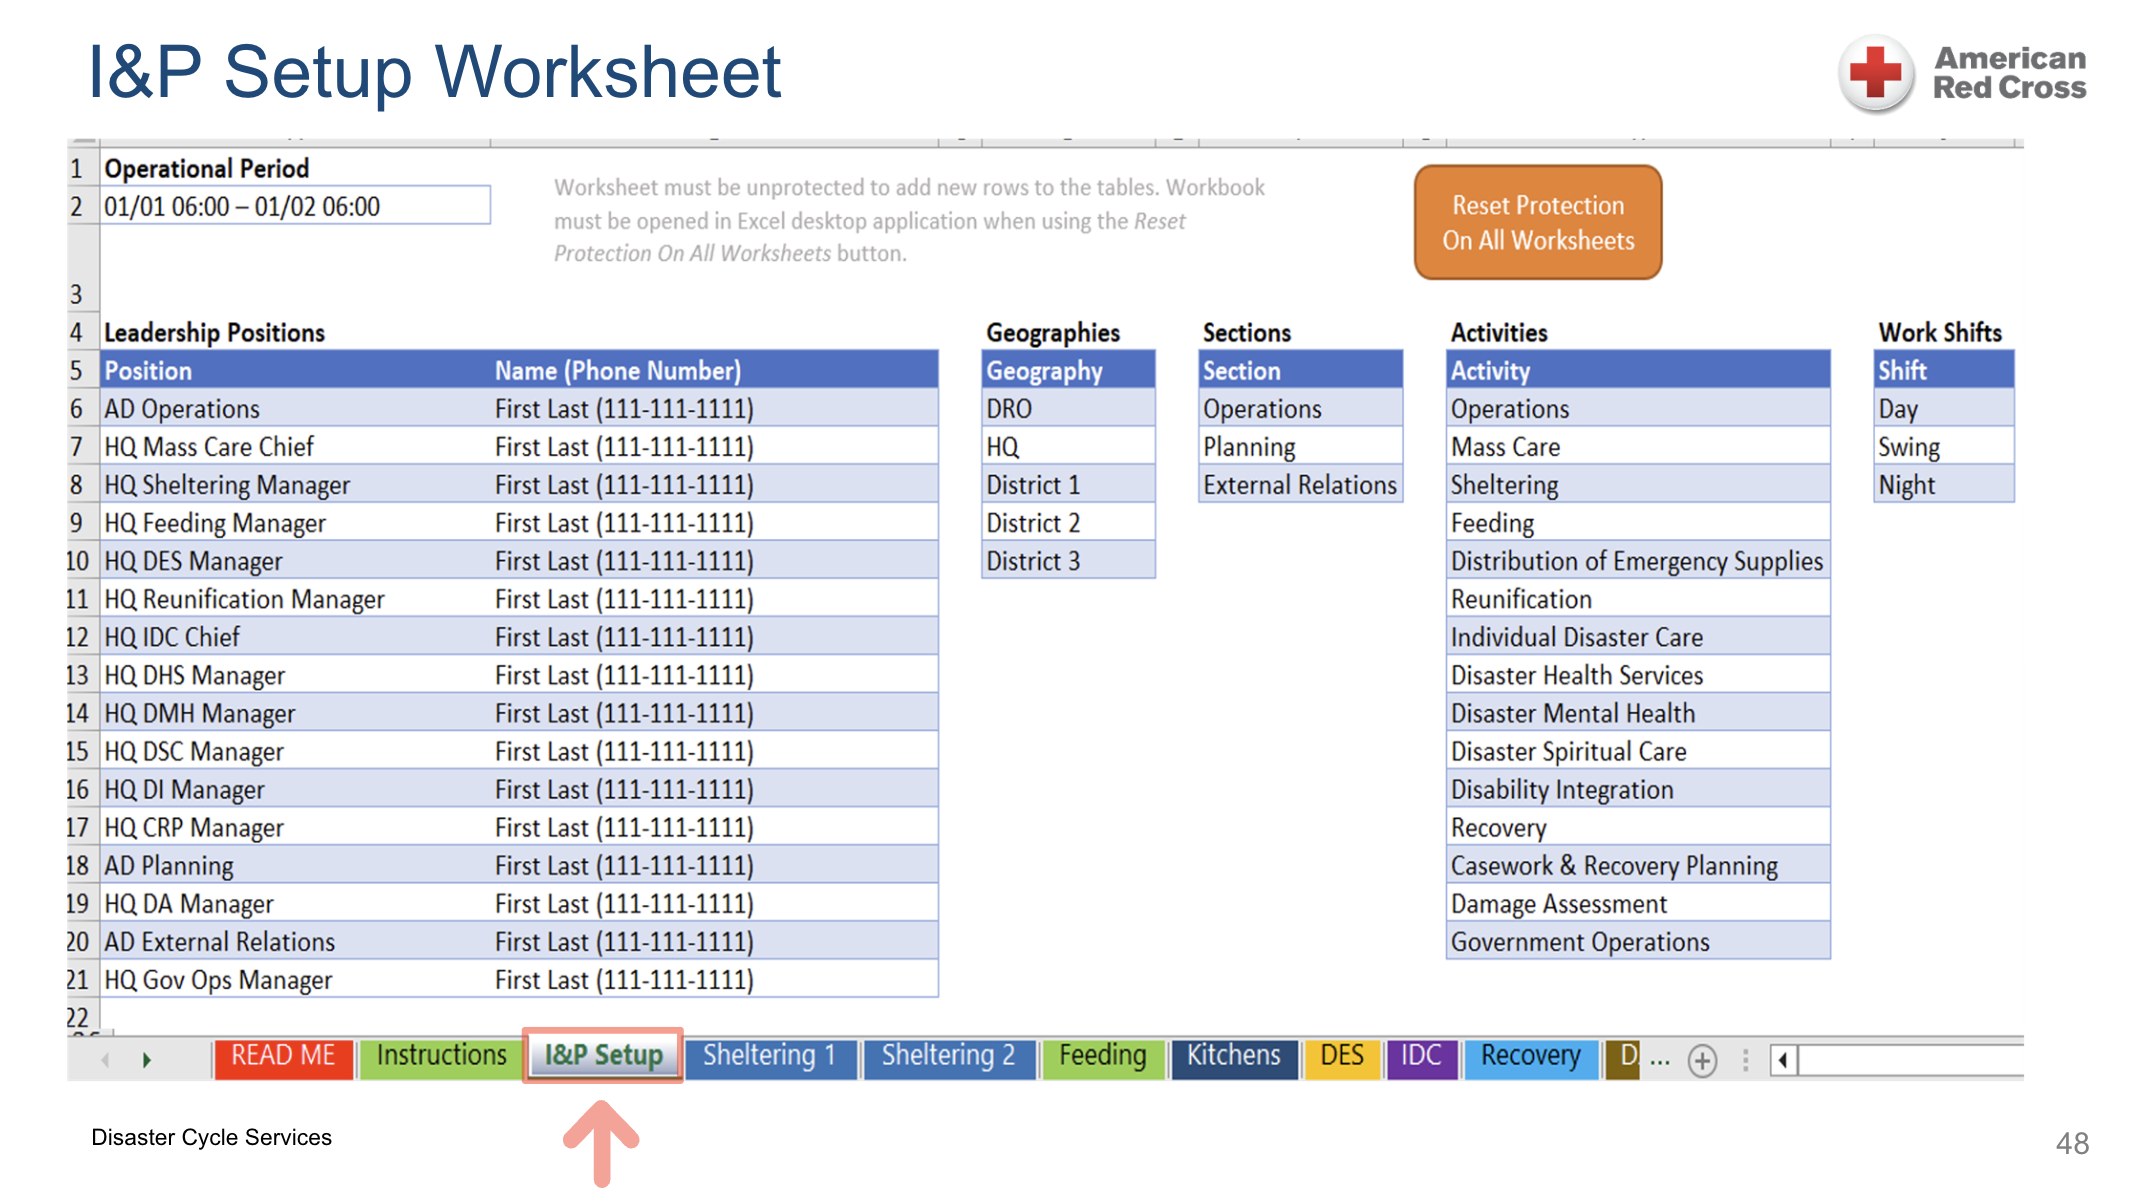 I&P Setup Worksheet
American
Red Cross
1 Operational Period
2 01/01 06:00 – 01/02 06:00
Worksheet must be unprotected to add new rows to the tables. Workbook
must be opened in Excel desktop application when using the Reset
Protection On All Worksheets button.
Reset Protection
On All Worksheets
3
4 Leadership Positions Geographies Sections Activities Work Shifts
5 Position Name (Phone Number) Geography Section Activity Shift
6 AD Operations First Last (111-111-1111) DRO Operations Operations Day
7 HQ Mass Care Chief First Last (111-111-1111) HQ Planning Mass Care Swing
8 HQ Sheltering Manager First Last (111-111-1111) District 1 External Relations Sheltering Night
9 HQ Feeding Manager First Last (111-111-1111) District 2 Feeding
10 HQ DES Manager First Last (111-111-1111) District 3 Distribution of Emergency Supplies
11 HQ Reunification Manager First Last (111-111-1111) Reunification
12 HQ IDC Chief First Last (111-111-1111) Individual Disaster Care
13 HQ DHS Manager First Last (111-111-1111) Disaster Health Services
14 HQ DMH Manager First Last (111-111-1111) Disaster Mental Health
15 HQ DSC Manager First Last (111-111-1111) Disaster Spiritual Care
16 HQ DI Manager First Last (111-111-1111) Disability Integration
17 HQ CRP Manager First Last (111-111-1111) Recovery
18 AD Planning First Last (111-111-1111) Casework & Recovery Planning
19 HQ DA Manager First Last (111-111-1111) Damage Assessment
20 AD External Relations First Last (111-111-1111) Government Operations
21 HQ Gov Ops Manager First Last (111-111-1111)
22
READ ME Instructions I&P Setup Sheltering 1 Sheltering 2 Feeding Kitchens DES IDC Recovery D ...
Disaster Cycle Services
48